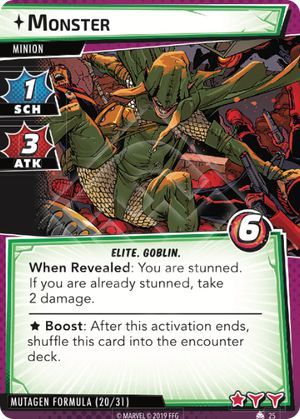 ✦Monster
MINION
1
SCH
3
ATK
6
ELITE. GOBLIN.
When Revealed: You are stunned.
If you are already stunned, take
2 damage.
★ Boost: After this activation ends,
shuffle this card into the encounter
deck.
MUTAGEN FORMULA (20/31)
© MARVEL © 2019 FFG
25